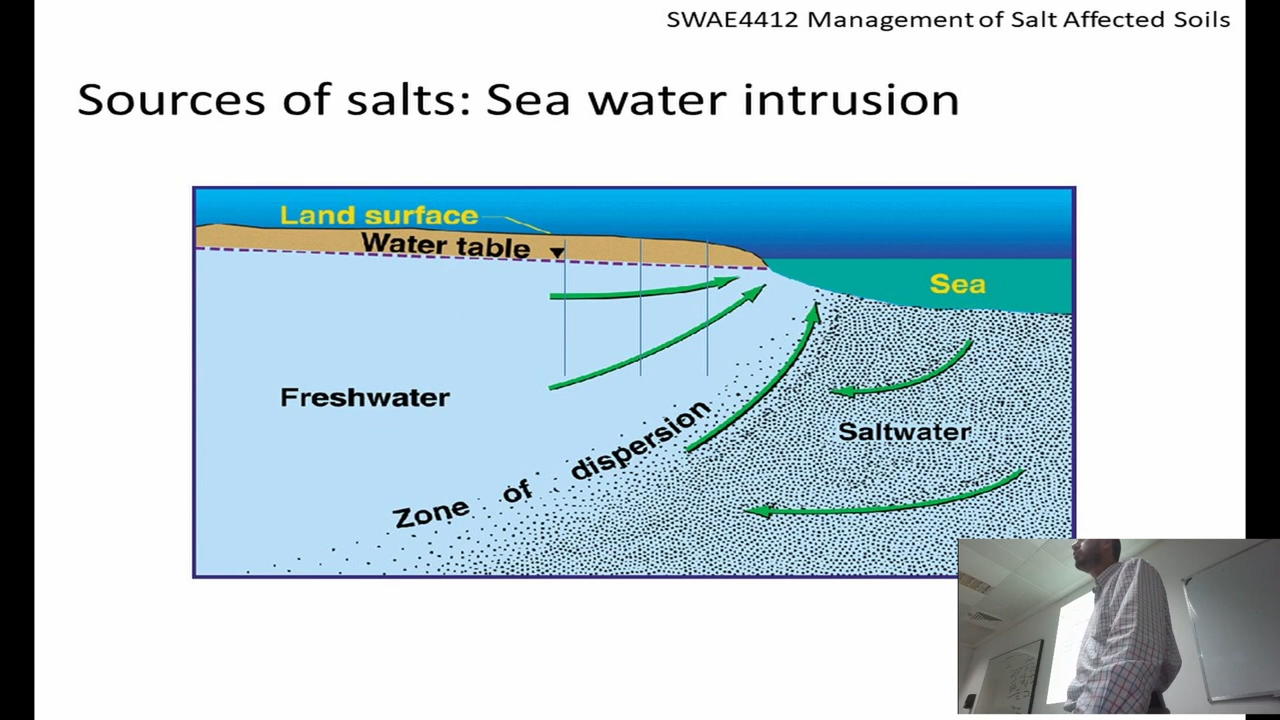 SWAE4412 Management of Salt Affected Soils
Sources of salts: Sea water intrusion
Land surface
Water table
Sea
Freshwater
Saltwater
Zone of dispersion